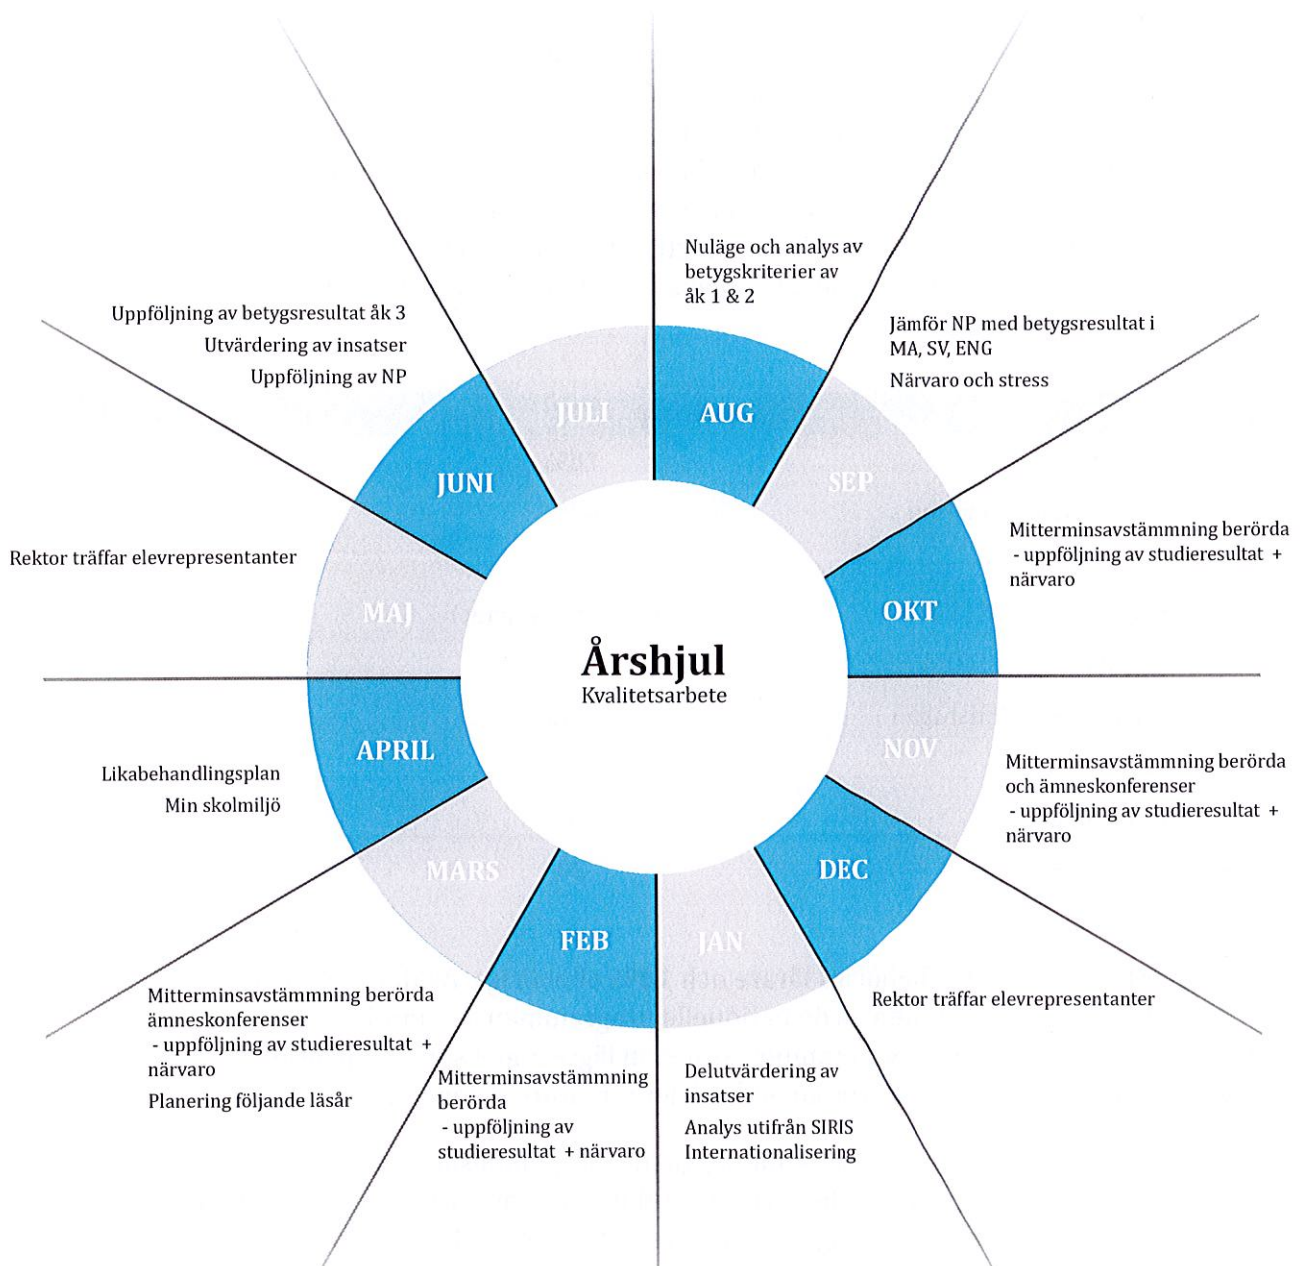 Nuläge och analys av
betygskriterier av
åk 1 & 2
Uppföljning av betygsresultat åk 3
Utvärdering av insatser
Uppföljning av NP
Jämför NP med betygsresultat i
MA, SV, ENG
Närvaro och stress
JULI
AUG
JUNI
SEP
Rektor träffar elevrepresentanter
Mitterminsavstämmning berörda
- uppföljning av studieresultat +
närvaro
MAJ
OKT
Årshjul
Kvalitetsarbete
APRIL
NOV
Likabehandlingsplan
Min skolmiljö
Mitterminsavstämmning berörda
och ämneskonferenser
- uppföljning av studieresultat +
närvaro
MARS
DEC
FEB
JAN
Mitterminsavstämmning berörda
ämneskonferenser
- uppföljning av studieresultat +
närvaro
Planering följande läsår
Mitterminsavstämmning
berörda
- uppföljning av
studieresultat + närvaro
Delutvärdering av
insatser
Analys utifrån SIRIS
Internationalisering
Rektor träffar elevrepresentanter